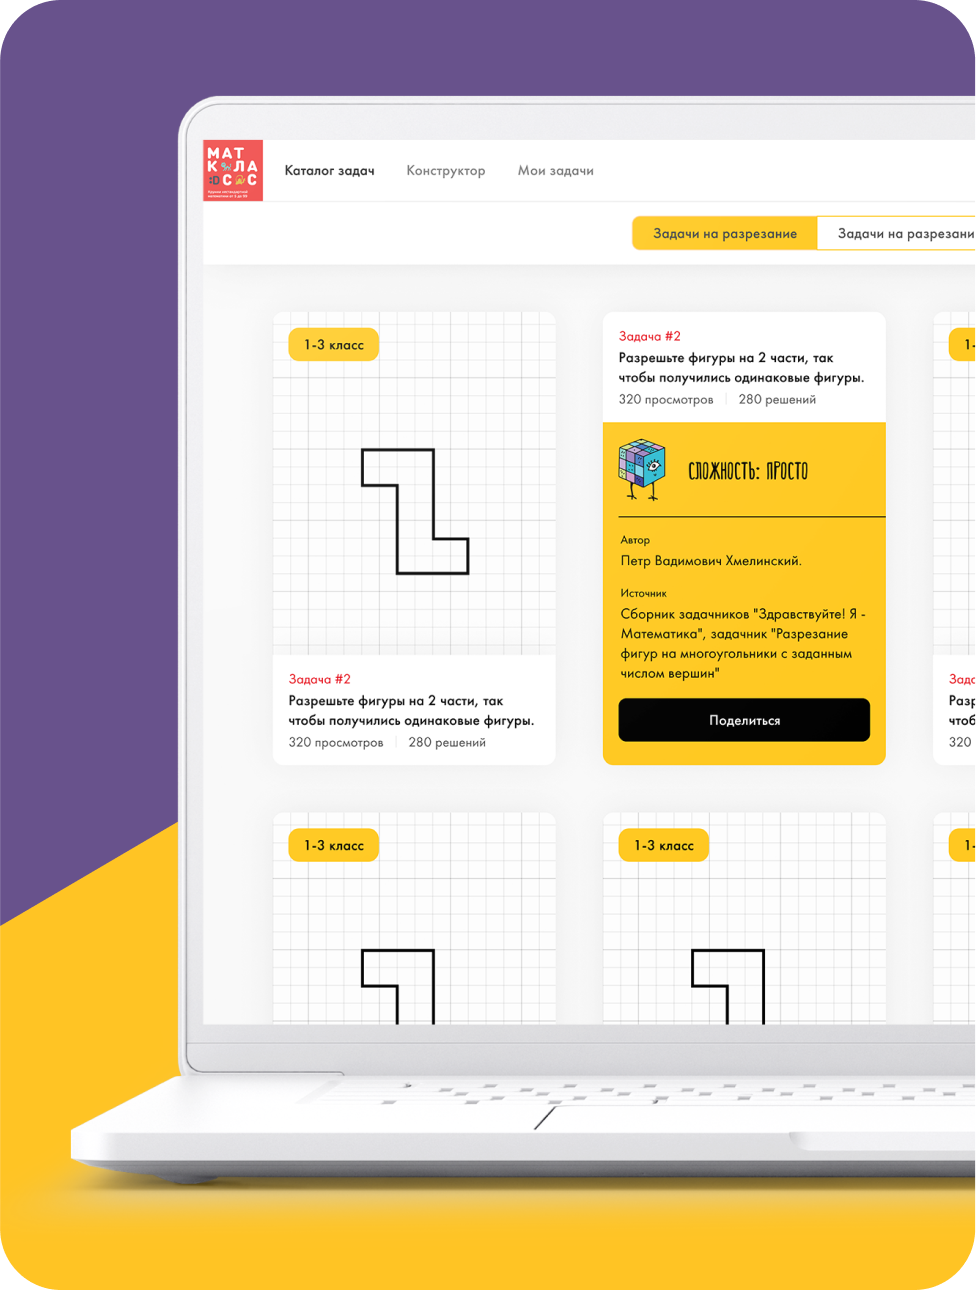 МАТ
К ЛА
:D С С
Каталог задач
Конструктор
Мои задачи
Задачи на разрезание
Задачи на разрезани
1-3 класс
Задача #2
Разрешьте фигуры на 2 части, так
чтобы получились одинаковые фигуры.
320 просмотров
280 решений
Задача #2
Разрешьте фигуры на 2 части, так
чтобы получились одинаковые фигуры.
320 просмотров
280 решений
СЛОЖНОСТЬ: ПРОСТО
Автор
Петр Вадимович Хмелинский.
Источник
Сборник задачников "Здравствуйте! Я -
Математика", задачник "Разрезание
фигур на многоугольники с заданным
числом вершин"
Поделиться
1-
Зада
Разр
чтоб
320
1-3 класс
1-3 класс
1-